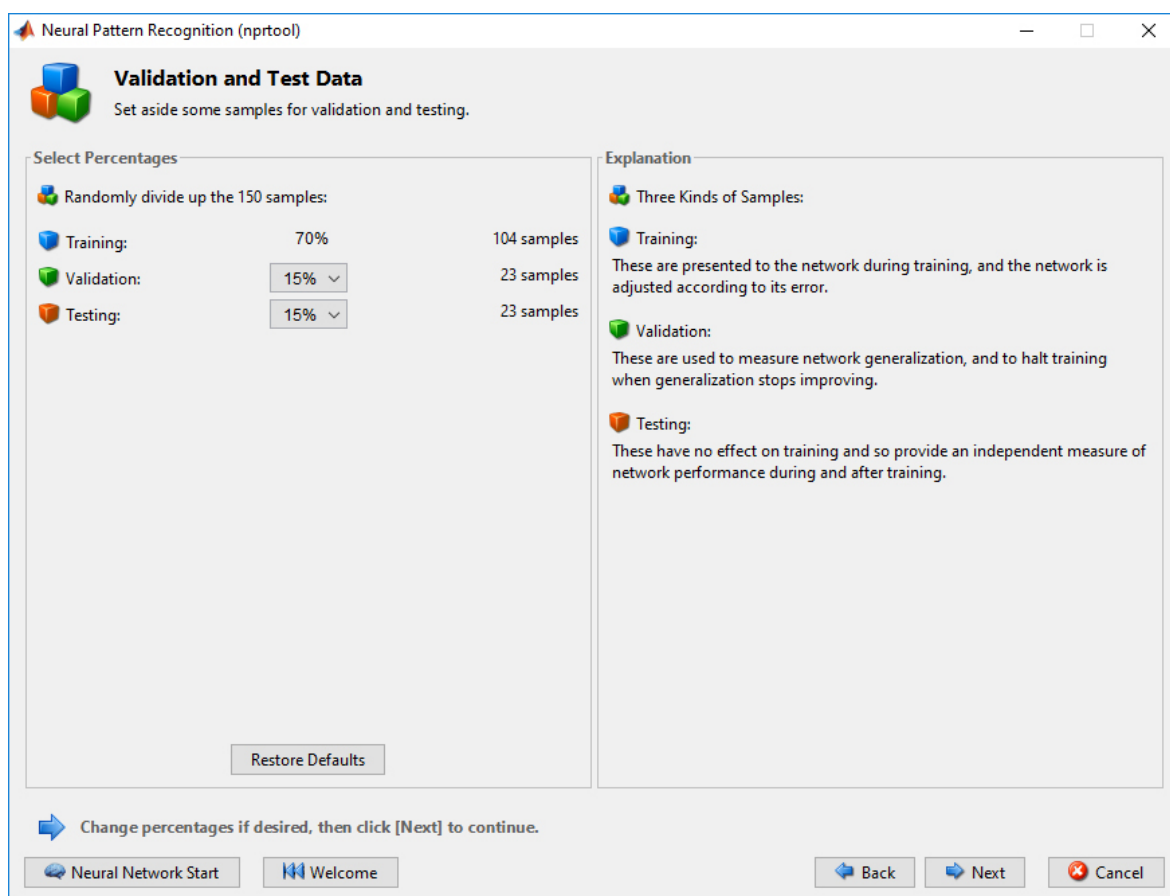 Neural Pattern Recognition (nprtool)
Validation and Test Data
Set aside some samples for validation and testing.
Select Percentages
Randomly divide up the 150 samples:
Training: 70% 104 samples
Validation: 15% 23 samples
Testing: 15% 23 samples
Restore Defaults
Explanation
Three Kinds of Samples:
Training:
These are presented to the network during training, and the network is
adjusted according to its error.
Validation:
These are used to measure network generalization, and to halt training
when generalization stops improving.
Testing:
These have no effect on training and so provide an independent measure of
network performance during and after training.
Change percentages if desired, then click [Next] to continue.
Neural Network Start Welcome Back Next Cancel